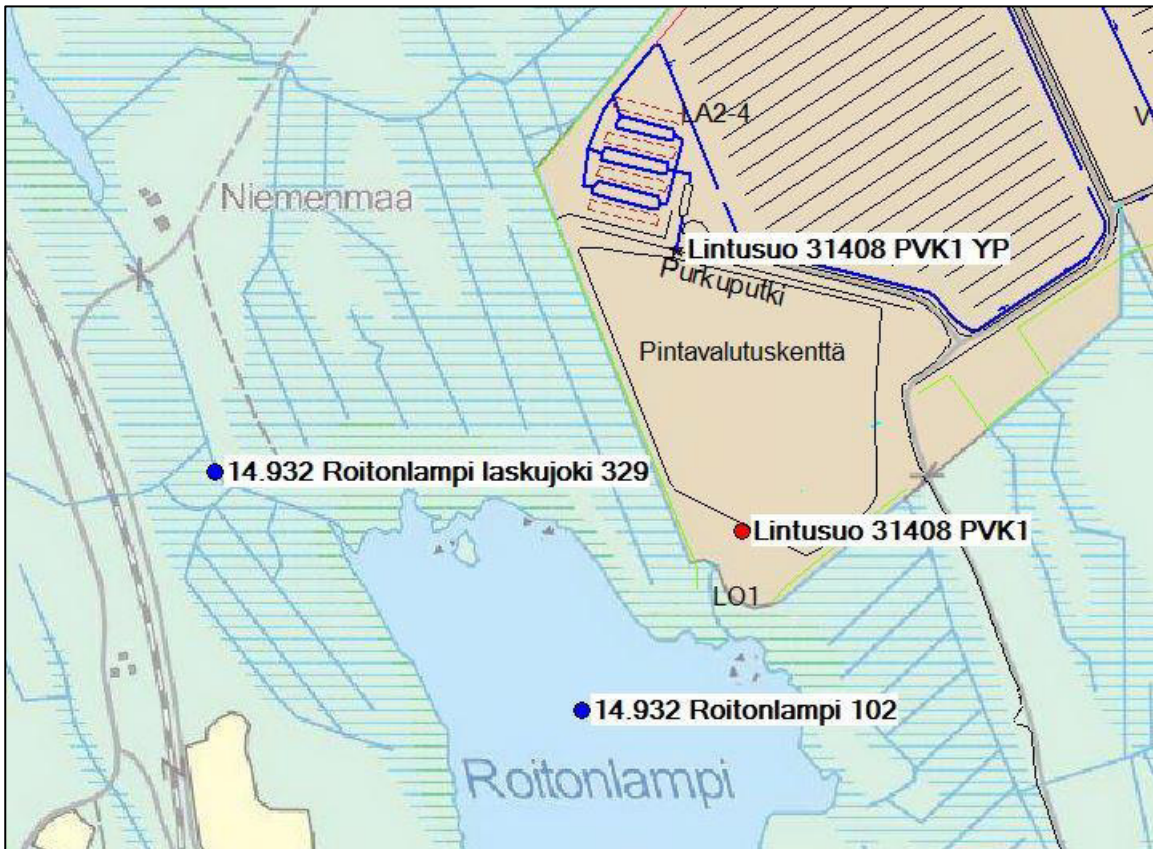 LA2-4
Niemenmaa
Lintusuo 31408 PVK1 YP
Purkuputki
Pintavalutuskenttä
14.932 Roitonlampi laskujoki 329
Lintusuo 31408 PVK1
LO1
14.932 Roitonlampi 102
Roitonlampi